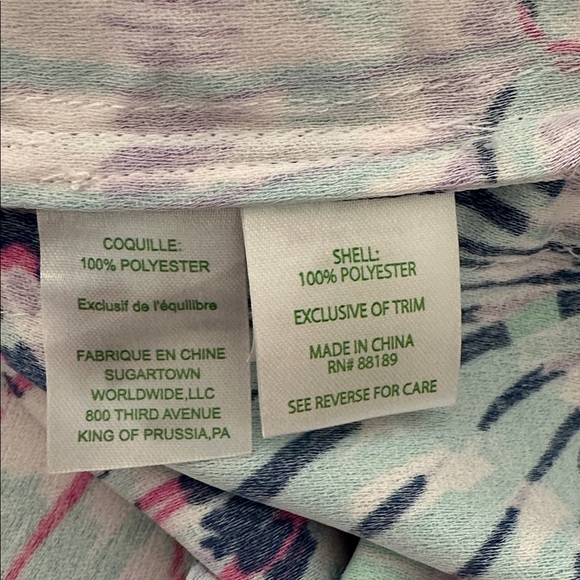 COQUILLE:
100% POLYESTER
Exclusif de l'équilibre
FABRIQUE EN CHINE
SUGARTOWN
WORLDWIDE,LLC
800 THIRD AVENUE
KING OF PRUSSIA,PA
SHELL:
100% POLYESTER
EXCLUSIVE OF TRIM
MADE IN CHINA
RN# 88189
SEE REVERSE FOR CARE